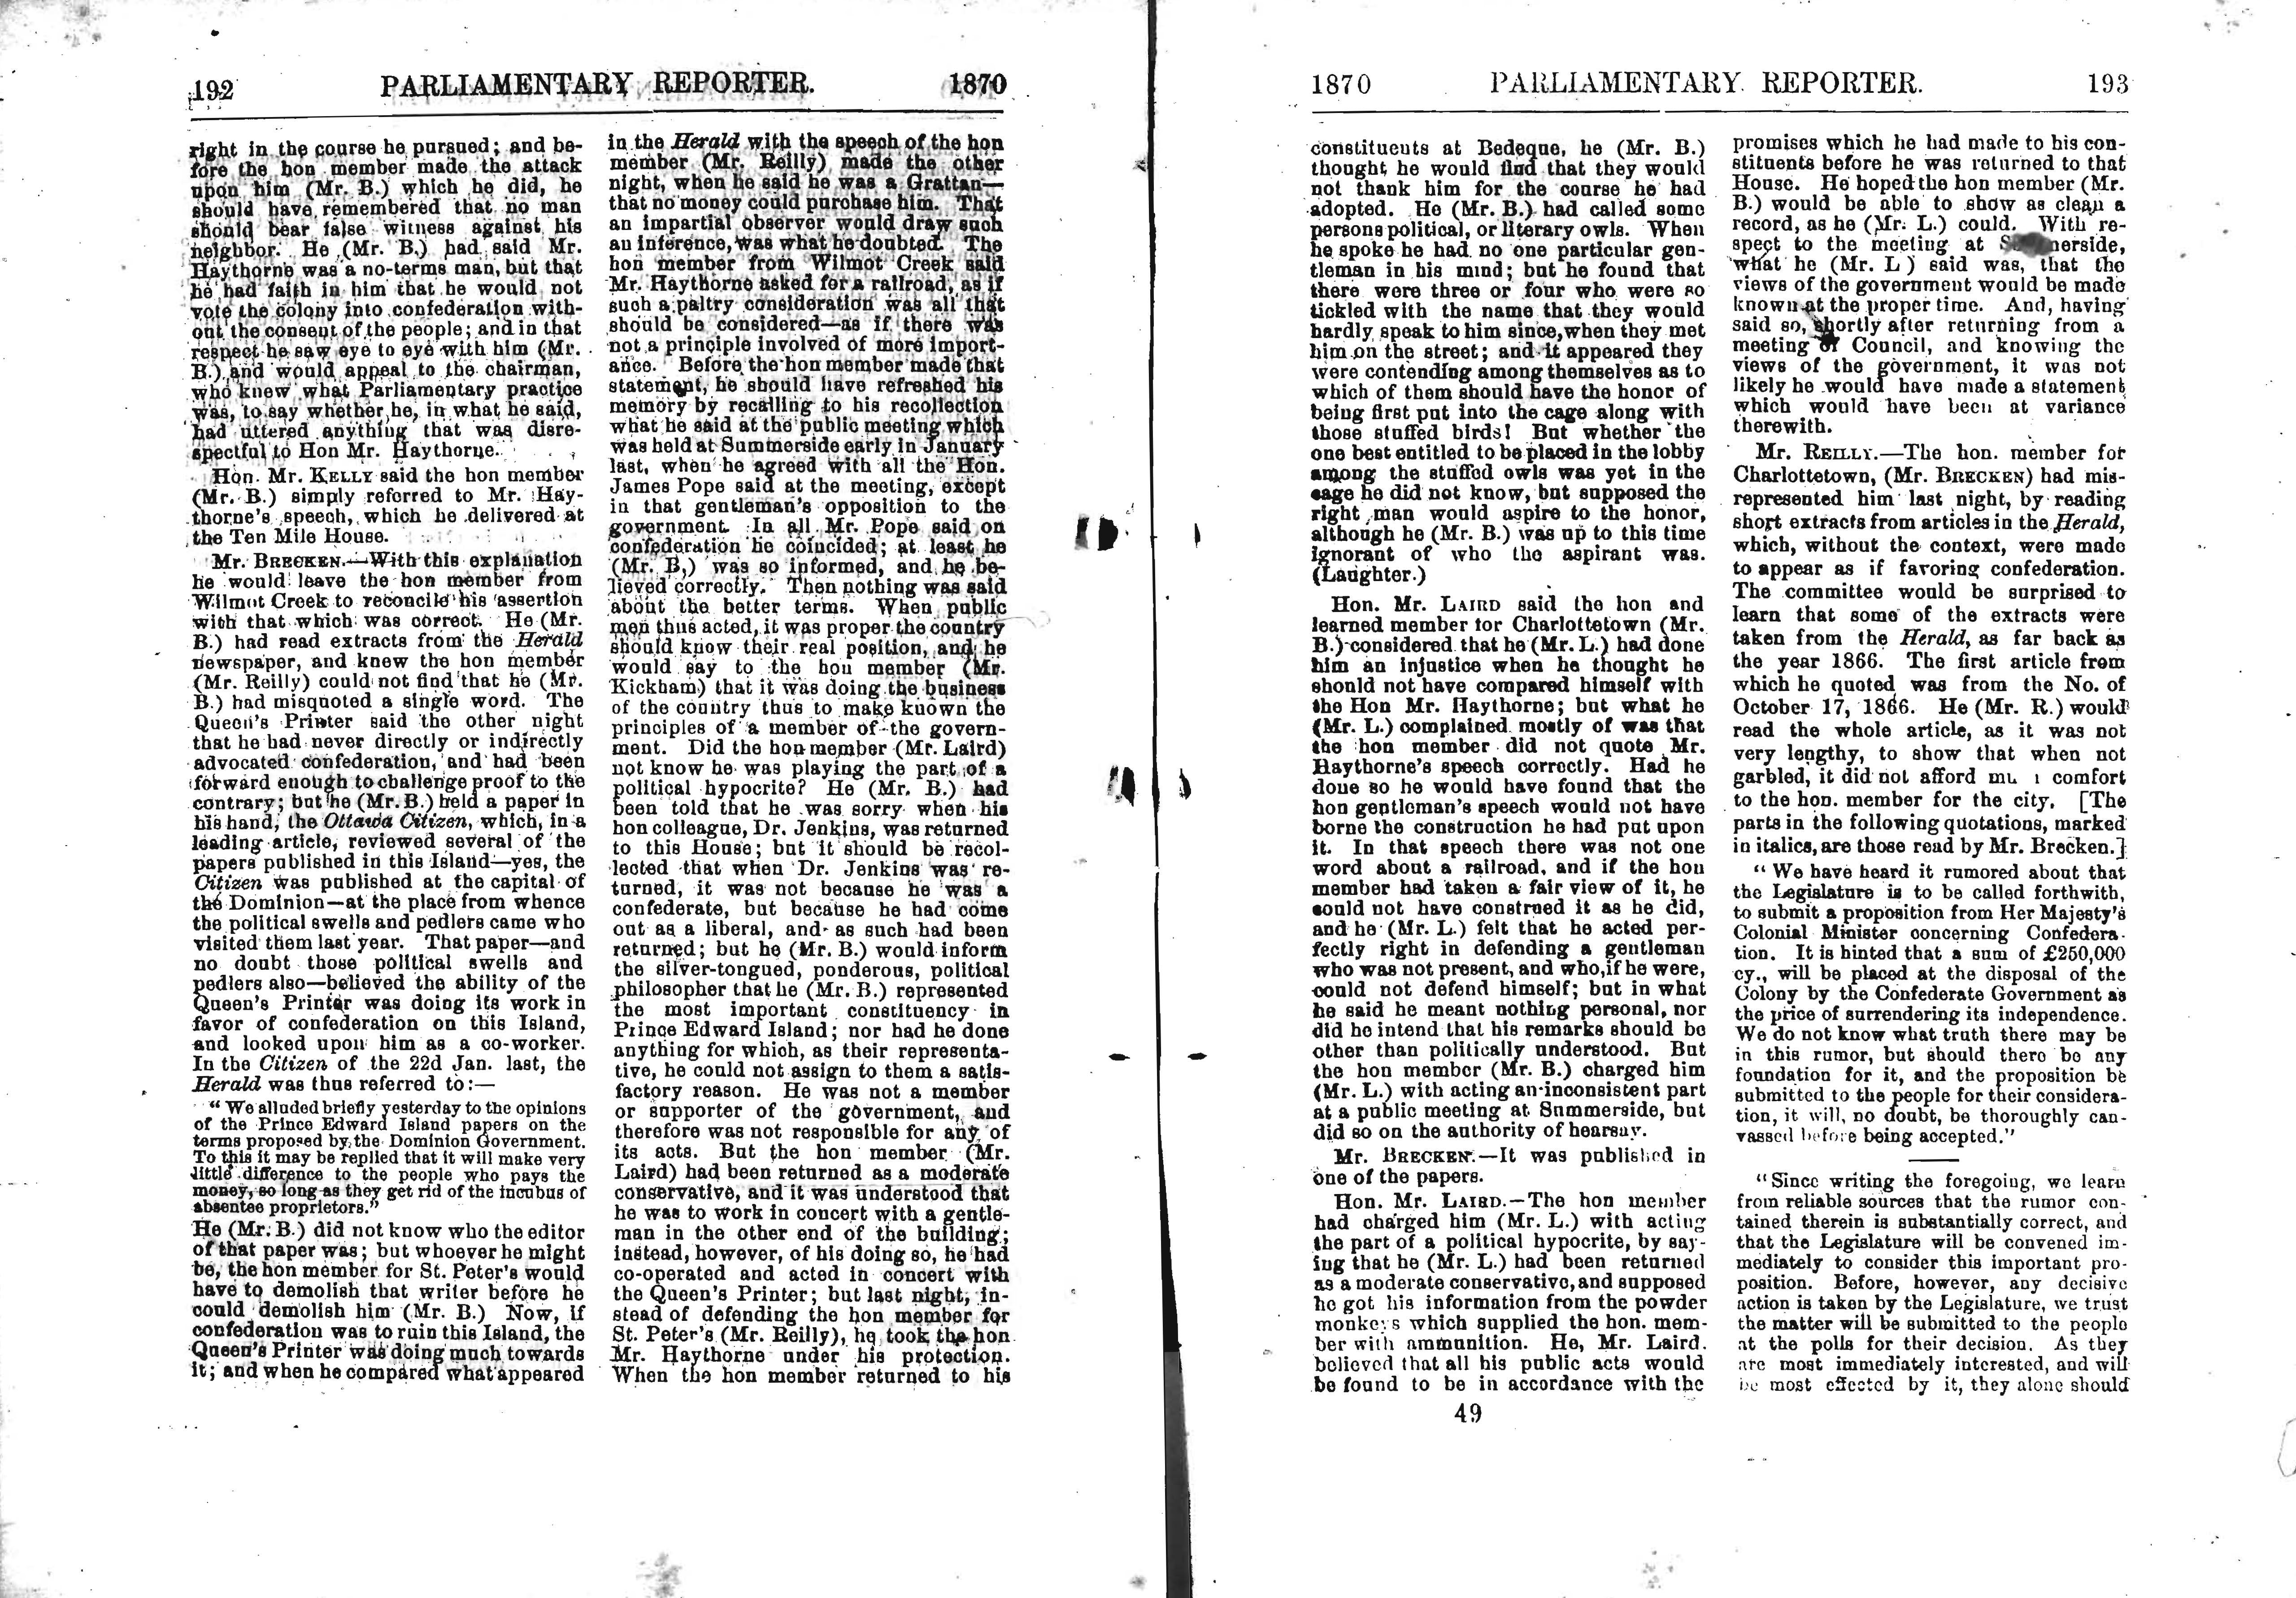 192 PARLIAMENTARY REPORTER. 1870
right in the course he pursued; and be-
fore the hon member made the attack
upon him (Mr. B.) which he did, he
should have remembered that no man
should bear false witness against his
neighbor. He (Mr. B.) had said Mr.
Haythorne was a no-terms man, but that
he had faith in him that he would not
vote the colony into confederation with-
out the consent of the people; and in that
respect he saw eye to eye with him (Mr.
B.) and would appeal to the chairman,
who knew what Parliamentary practice
was, to say whether he, in what he said,
had uttered anything that was disre-
spectful to Hon Mr. Haythorne.
Hon. Mr. KELLY said the hon member
(Mr. B.) simply referred to Mr. Hay-
thorne's speech, which he delivered at
the Ten Mile House.
Mr. BRECKEN.—With this explanation
he would leave the hon member from
Wilmot Creek to reconcile his assertion
with that which was correct. He (Mr.
B.) had read extracts from the Herald
newspaper, and knew the hon member
(Mr. Reilly) could not find that he (Mr.
B.) had misquoted a single word. The
Queen's Printer said the other night
that he had never directly or indirectly
advocated confederation, and had been
forward enough to challenge proof to the
contrary; but he (Mr. B.) held a paper in
his hand, the Ottawa Citizen, which, in a
leading article, reviewed several of the
papers published in this Island—yes, the
Citizen was published at the capital of
the Dominion—at the place from whence
the political swells and pedlers came who
visited them last year. That paper—and
no doubt those political swells and
pedlers also—believed the ability of the
Queen's Printer was doing its work in
favor of confederation on this Island,
and looked upon him as a co-worker.
In the Citizen of the 22d Jan. last, the
Herald was thus referred to:—
"We alluded briefly yesterday to the opinions
of the Prince Edward Island papers on the
terms proposed by the Dominion Government.
To this it may be replied that it will make very
little difference to the people who pays the
money, so long as they get rid of the incubus of
absentee proprietors."
He (Mr. B.) did not know who the editor
of that paper was; but whoever he might
be, the hon member for St. Peter's would
have to demolish that writer before he
could demolish him (Mr. B.) Now, if
confederation was to ruin this Island, the
Queen's Printer was doing much towards
it; and when he compared what appeared
in the Herald with the speech of the hon
member (Mr. Reilly) made the other
night, when he said he was a Grattan—
that no money could purchase him. That
an impartial observer would draw such
an inference, was what he doubted. The
hon member from Wilmot Creek said
Mr. Haythorne asked for a railroad, as if
such a paltry consideration was all that
should be considered—as if there was
not a principle involved of more import-
ance. Before the hon member made that
statement, he should have refreshed his
memory by recalling to his recollection
what he said at the public meeting which
was held at Summerside early in January
last, when he agreed with all the Hon.
James Pope said at the meeting, except
in that gentleman's opposition to the
government. In all Mr. Pope said on
confederation he coincided; at least he
(Mr. B,) was so informed, and he be-
lieved correctly. Then nothing was said
about the better terms. When public
men thus acted, it was proper the country
should know their real position, and he
would say to the hon member (Mr.
Kickham) that it was doing the business
of the country thus to make known the
principles of a member of the govern-
ment. Did the hon member (Mr. Laird)
not know he was playing the part of a
political hypocrite? He (Mr. B.) had
been told that he was sorry when his
hon colleague, Dr. Jenkins, was returned
to this House; but it should be recol-
lected that when Dr. Jenkins was re-
turned, it was not because he was a
confederate, but because he had come
out as a liberal, and as such had been
returned; but he (Mr. B.) would inform
the silver-tongued, ponderous, political
philosopher that he (Mr. B.) represented
the most important constituency in
Prince Edward Island; nor had he done
anything for which, as their representa-
tive, he could not assign to them a satis-
factory reason. He was not a member
or supporter of the government, and
therefore was not responsible for any of
its acts. But the hon member (Mr.
Laird) had been returned as a moderate
conservative, and it was understood that
he was to work in concert with a gentle-
man in the other end of the building;
instead, however, of his doing so, he had
co-operated and acted in concert with
the Queen's Printer; but last night, in-
stead of defending the hon member for
St. Peter's (Mr. Reilly), he took the hon
Mr. Haythorne under his protection.
When the hon member returned to his
1870 PARLIAMENTARY REPORTER. 193
constituents at Bedeque, he (Mr. B.)
thought he would find that they would
not thank him for the course he had
adopted. He (Mr. B.) had called some
persons political, or literary owls. When
he spoke he had no one particular gen-
tleman in his mind; but he found that
there were three or four who were so
tickled with the name that they would
hardly speak to him since, when they met
him on the street; and it appeared they
were contending among themselves as to
which of them should have the honor of
being first put into the cage along with
those stuffed birds! But whether the
one best entitled to be placed in the lobby
among the stuffed owls was yet in the
cage he did not know, but supposed the
right man would aspire to the honor,
although he (Mr. B.) was up to this time
ignorant of who the aspirant was.
(Laughter.)
Hon. Mr. LAIRD said the hon and
learned member for Charlottetown (Mr.
B.) considered that he (Mr. L.) had done
him an injustice when he thought he
should not have compared himself with
the Hon Mr. Haythorne; but what he
(Mr. L.) complained mostly of was that
the hon member did not quote Mr.
Haythorne's speech correctly. Had he
done so he would have found that the
hon gentleman's speech would not have
borne the construction he had put upon
it. In that speech there was not one
word about a railroad, and if the hon
member had taken a fair view of it, he
could not have construed it as he did,
and he (Mr. L.) felt that he acted per-
fectly right in defending a gentleman
who was not present, and who, if he were,
could not defend himself; but in what
he said he meant nothing personal, nor
did he intend that his remarks should be
other than politically understood. But
the hon member (Mr. B.) charged him
(Mr. L.) with acting an inconsistent part
at a public meeting at Summerside, but
did so on the authority of hearsay.
Mr. BRECKEN.—It was published in
one of the papers.
Hon. Mr. LAIRD.—The hon member
had charged him (Mr. L.) with acting
the part of a political hypocrite, by say-
ing that he (Mr. L.) had been returned
as a moderate conservative, and supposed
he got his information from the powder
monkeys which supplied the hon. mem-
ber with ammunition. He, Mr. Laird.
believed that all his public acts would
be found to be in accordance with the
49
promises which he had made to his con-
stituents before he was returned to that
House. He hoped the hon member (Mr.
B.) would be able to show as clean a
record, as he (Mr. L.) could. With re-
spect to the meeting at
what he (Mr. L ) said was, that the
views of the government would be made
known at the proper time. And, having
said so, shortly after returning from a
meeting of Council, and knowing the
views of the government, it was not
likely he would have made a statement
which would have been at variance
therewith.
Mr. REILLY.—The hon. member for
Charlottetown, (Mr. BRECKEN) had mis-
represented him last night, by reading
short extracts from articles in the Herald,
which, without the context, were made
to appear as if favoring confederation.
The committee would be surprised to
learn that some of the extracts were
taken from the Herald, as far back as
the year 1866. The first article from
which he quoted was from the No. of
October 17, 1866. He (Mr. R.) would
read the whole article, as it was not
very lengthy, to show that when not
garbled, it did not afford comfort
to the hon. member for the city. [The
parts in the following quotations, marked
in italics, are those read by Mr. Brecken.]
"We have heard it rumored about that
the Legislature is to be called forthwith,
to submit a proposition from Her Majesty's
Colonial Minister concerning Confedera-
tion. It is hinted that a sum of £250,000
cy., will be placed at the disposal of the
Colony by the Confederate Government as
the price of surrendering its independence.
We do not know what truth there may be
in this rumor, but should there be any
foundation for it, and the proposition be
submitted to the people for their considera-
tion, it will, no doubt, be thoroughly can-
vassed before being accepted."
"Since writing the foregoing, we learn
from reliable sources that the rumor con-
tained therein is substantially correct, and
that the Legislature will be convened im-
mediately to consider this important pro-
position. Before, however, any decisive
action is taken by the Legislature, we trust
the matter will be submitted to the people
at the polls for their decision. As they
are most immediately interested, and will
be most effected by it, they alone should